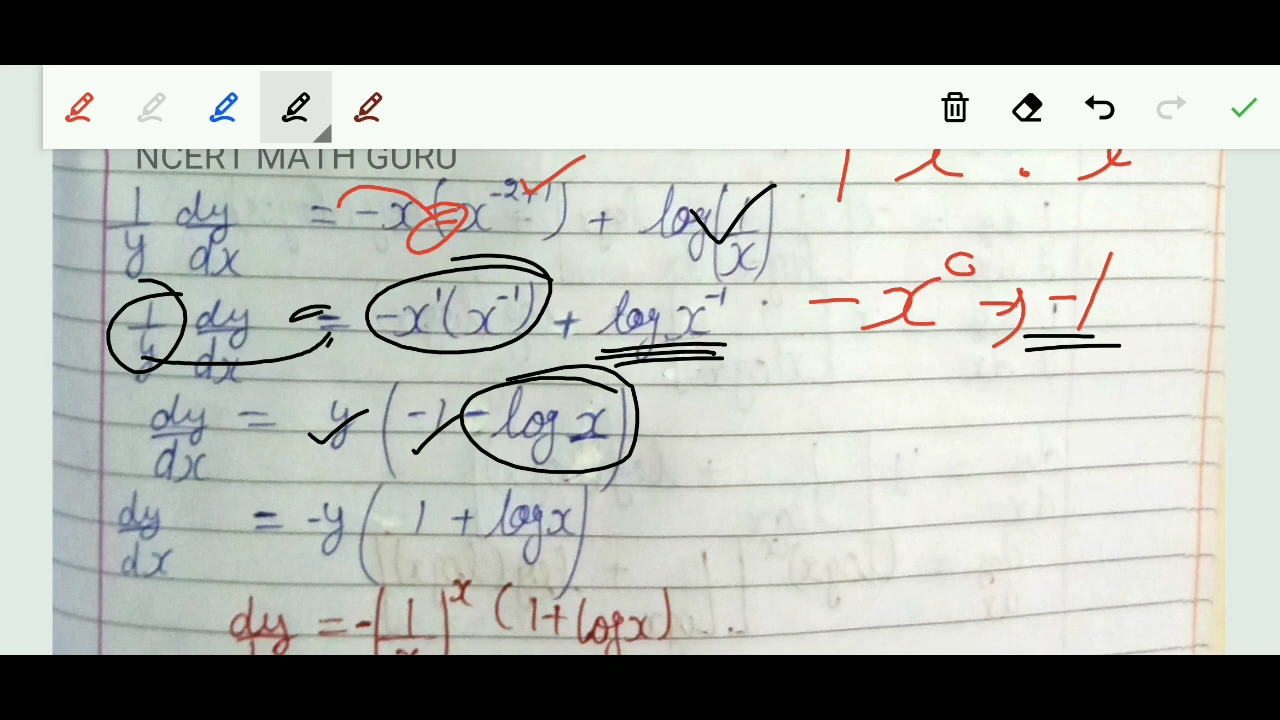 NCERT MATH GURU
1/y dy/dx = -x(-x^-2+1) + log(1/x)
1/y dy/dx = -x^1(x^-1) + log x^-1 . -x^0 → -1
dy/dx = y(-1 - log x)
dy/dx = -y(1 + log x)
dy = -(1/x)^x (1 + log x) .